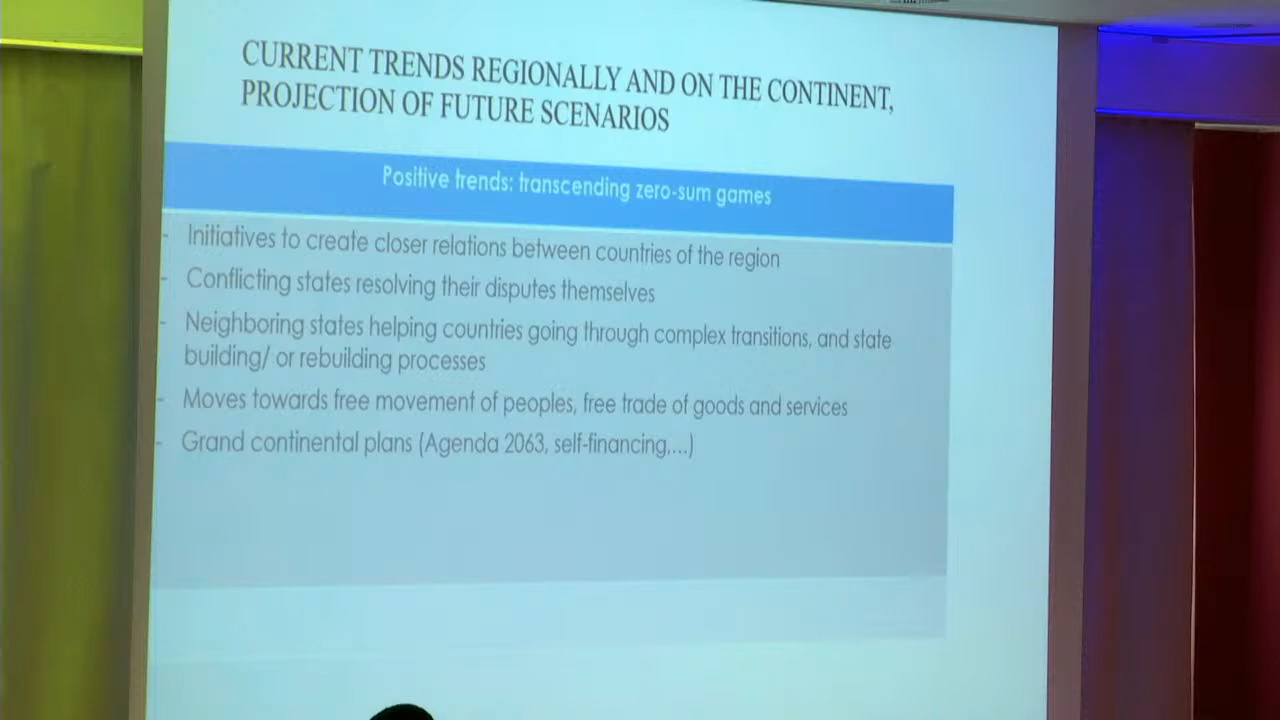 CURRENT TRENDS REGIONALLY AND ON THE CONTINENT,
PROJECTION OF FUTURE SCENARIOS
Positive trends: transcending zero-sum games
- Initiatives to create closer relations between countries of the region
- Conflicting states resolving their disputes themselves
- Neighboring states helping countries going through complex transitions, and state
building/ or rebuilding processes
- Moves towards free movement of peoples, free trade of goods and services
- Grand continental plans (Agenda 2063, self-financing,...)